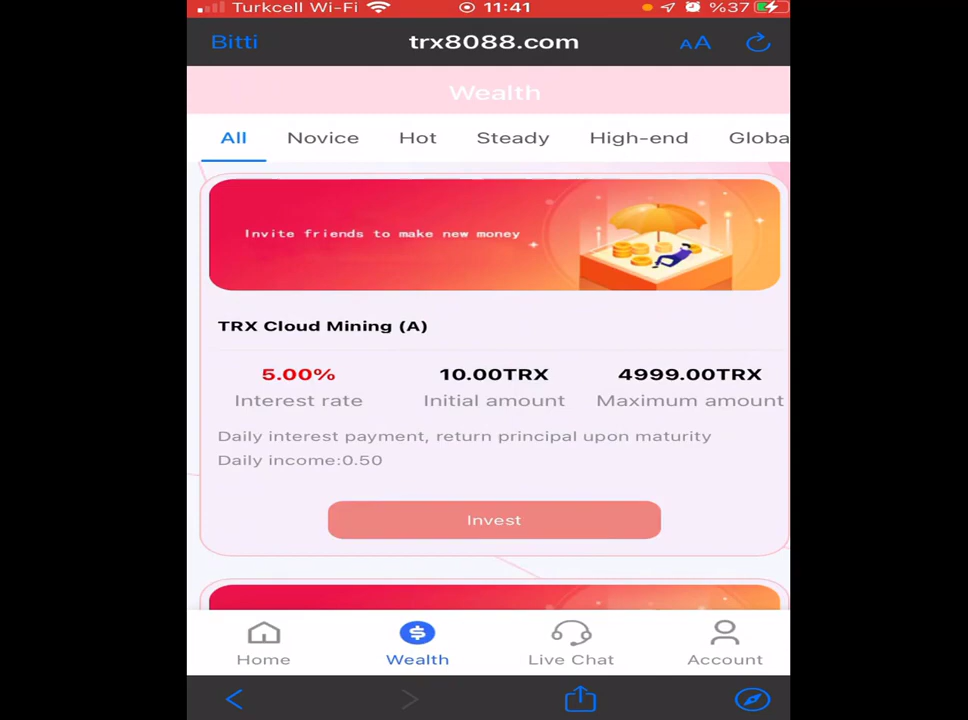 Turkcell Wi-Fi 11:41 %37
Bitti trx8088.com AA
Wealth
All Novice Hot Steady High-end Globa
Invite friends to make new money
TRX Cloud Mining (A)
5.00% 10.00TRX 4999.00TRX
Interest rate Initial amount Maximum amount
Daily interest payment, return principal upon maturity
Daily income:0.50
Invest
Home Wealth Live Chat Account